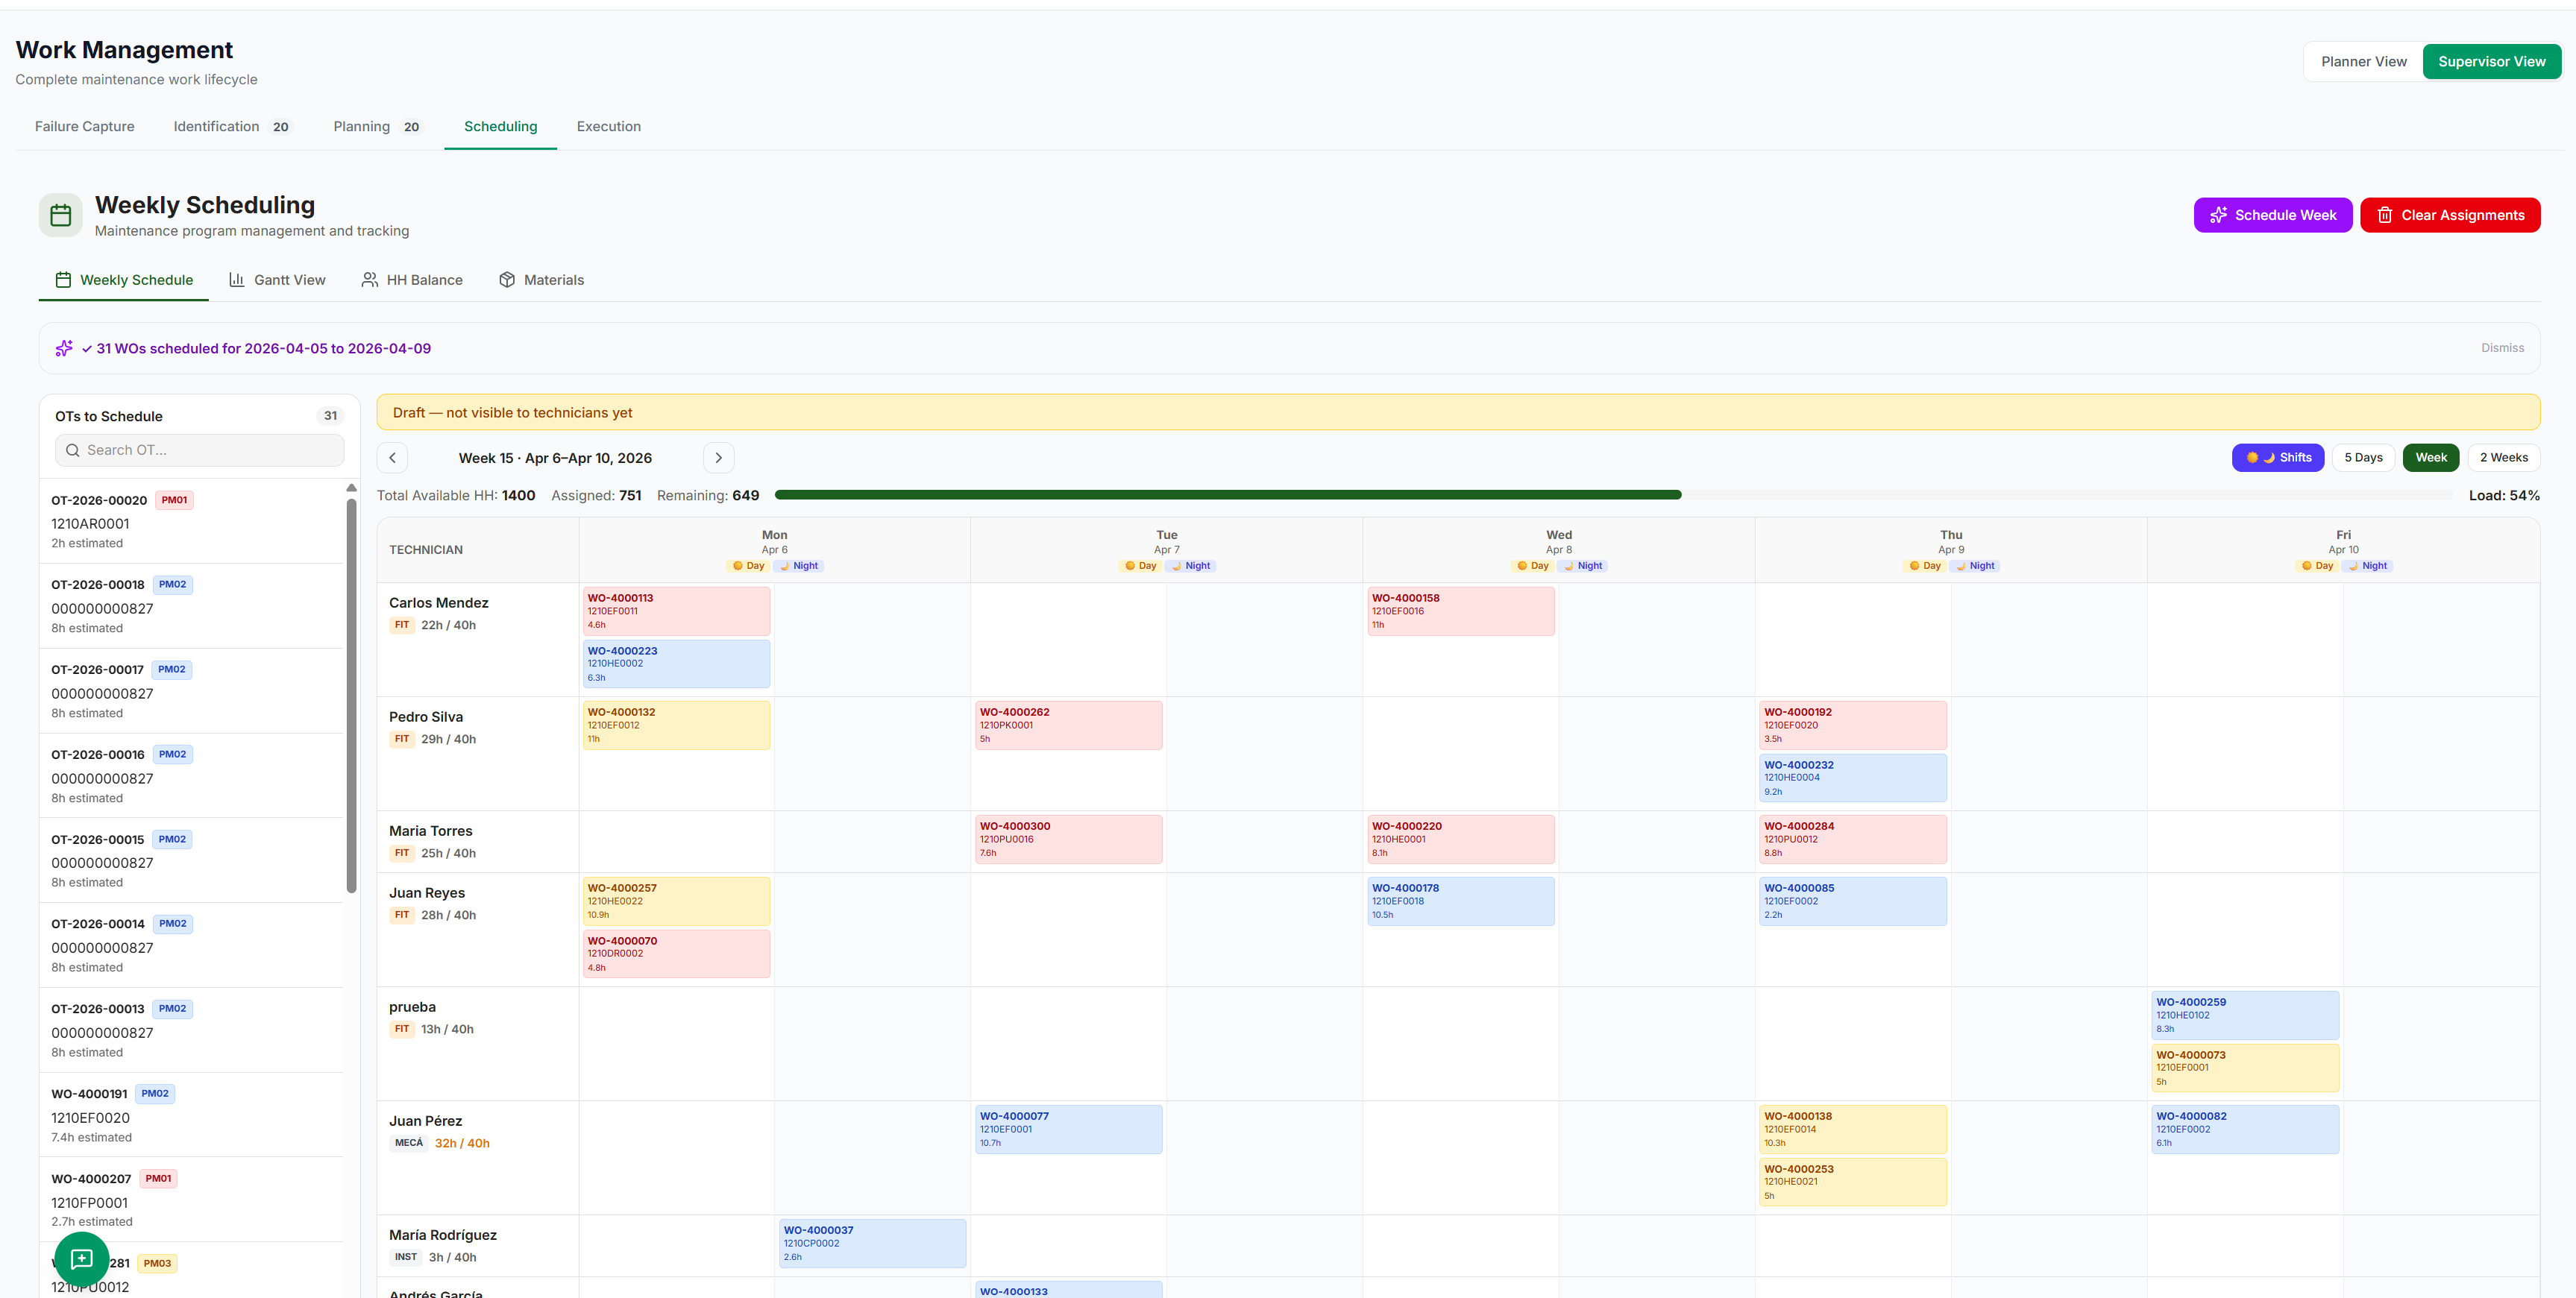 Work Management
Complete maintenance work lifecycle
Planner View
Supervisor View
Failure Capture
Identification 20
Planning 20
Scheduling
Execution
Weekly Scheduling
Maintenance program management and tracking
Schedule Week
Clear Assignments
Weekly Schedule
Gantt View
HH Balance
Materials
✓ 31 WOs scheduled for 2026-04-05 to 2026-04-09
Dismiss
OTs to Schedule 31
Search OT...
OT-2026-00020 PM01
1210AR0001
2h estimated
OT-2026-00018 PM02
000000000827
8h estimated
OT-2026-00017 PM02
000000000827
8h estimated
OT-2026-00016 PM02
000000000827
8h estimated
OT-2026-00015 PM02
000000000827
8h estimated
OT-2026-00014 PM02
000000000827
8h estimated
OT-2026-00013 PM02
000000000827
8h estimated
WO-4000191 PM02
1210EF0020
7.4h estimated
WO-4000207 PM01
1210FP0001
2.7h estimated
281 PM03
1210PU0012
Draft — not visible to technicians yet
Week 15 · Apr 6–Apr 10, 2026
Shifts
5 Days
Week
2 Weeks
Total Available HH: 1400 Assigned: 751 Remaining: 649
Load: 54%
TECHNICIAN
Mon
Apr 6
Day Night
Tue
Apr 7
Day Night
Wed
Apr 8
Day Night
Thu
Apr 9
Day Night
Fri
Apr 10
Day Night
Carlos Mendez
FIT 22h / 40h
WO-4000113
1210EF0011
4.6h
WO-4000223
1210HE0002
6.3h
WO-4000158
1210EF0016
11h
Pedro Silva
FIT 29h / 40h
WO-4000132
1210EF0012
11h
WO-4000262
1210PK0001
5h
WO-4000192
1210EF0020
3.5h
WO-4000232
1210HE0004
9.2h
Maria Torres
FIT 25h / 40h
WO-4000300
1210PU0016
7.6h
WO-4000220
1210HE0001
8.1h
WO-4000284
1210PU0012
8.8h
Juan Reyes
FIT 28h / 40h
WO-4000257
1210HE0022
10.9h
WO-4000070
1210DR0002
4.8h
WO-4000178
1210EF0018
10.5h
WO-4000085
1210EF0002
2.2h
prueba
FIT 13h / 40h
WO-4000259
1210HE0102
8.3h
WO-4000073
1210EF0001
5h
Juan Pérez
MECÁ 32h / 40h
WO-4000077
1210EF0001
10.7h
WO-4000138
1210EF0014
10.3h
WO-4000253
1210HE0021
5h
WO-4000082
1210EF0002
6.1h
María Rodríguez
INST 3h / 40h
WO-4000037
1210CP0002
2.6h
Andrés García
WO-4000133